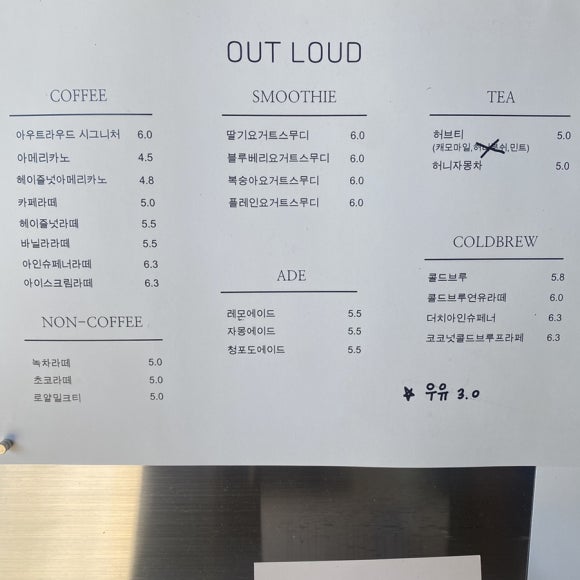 OUT LOUD
COFFEE
아우트라우드 시그니처 6.0
아메리카노 4.5
헤이즐넛아메리카노 4.8
카페라떼 5.0
헤이즐넛라떼 5.5
바닐라라떼 5.5
아인슈페너라떼 6.3
아이스크림라떼 6.3
NON-COFFEE
녹차라떼 5.0
초코라떼 5.0
로얄밀크티 5.0
SMOOTHIE
딸기요거트스무디 6.0
블루베리요거트스무디 6.0
복숭아요거트스무디 6.0
플레인요거트스무디 6.0
ADE
레몬에이드 5.5
자몽에이드 5.5
청포도에이드 5.5
TEA
허브티 5.0
(캐모마일,민트)
허니자몽차 5.0
COLDBREW
콜드브루 5.8
콜드브루연유라떼 6.0
더치아인슈페너 6.3
코코넛콜드브루프라페 6.3
☆ 우유 3.0